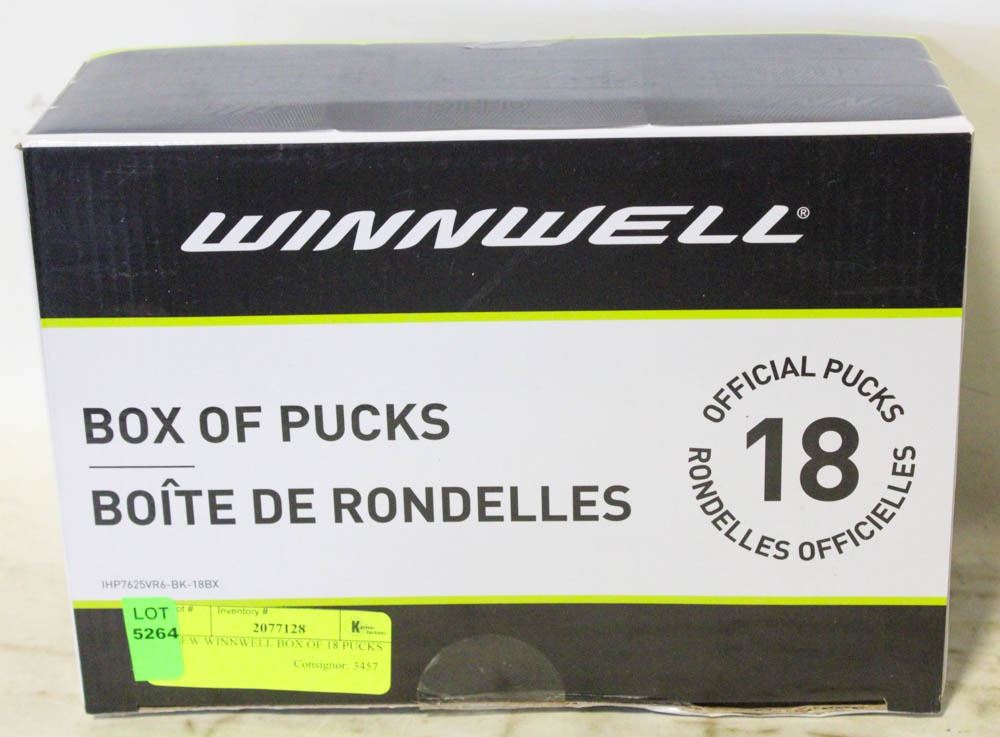 WINNWELL®
BOX OF PUCKS
BOÎTE DE RONDELLES
OFFICIAL PUCKS
18
RONDELLES OFFICIELLES
IHP7625VR6-BK-18BX
LOT
5264
Inventory #
2077128
WINNWELL BOX OF 18 PUCKS
Consignor: 3457